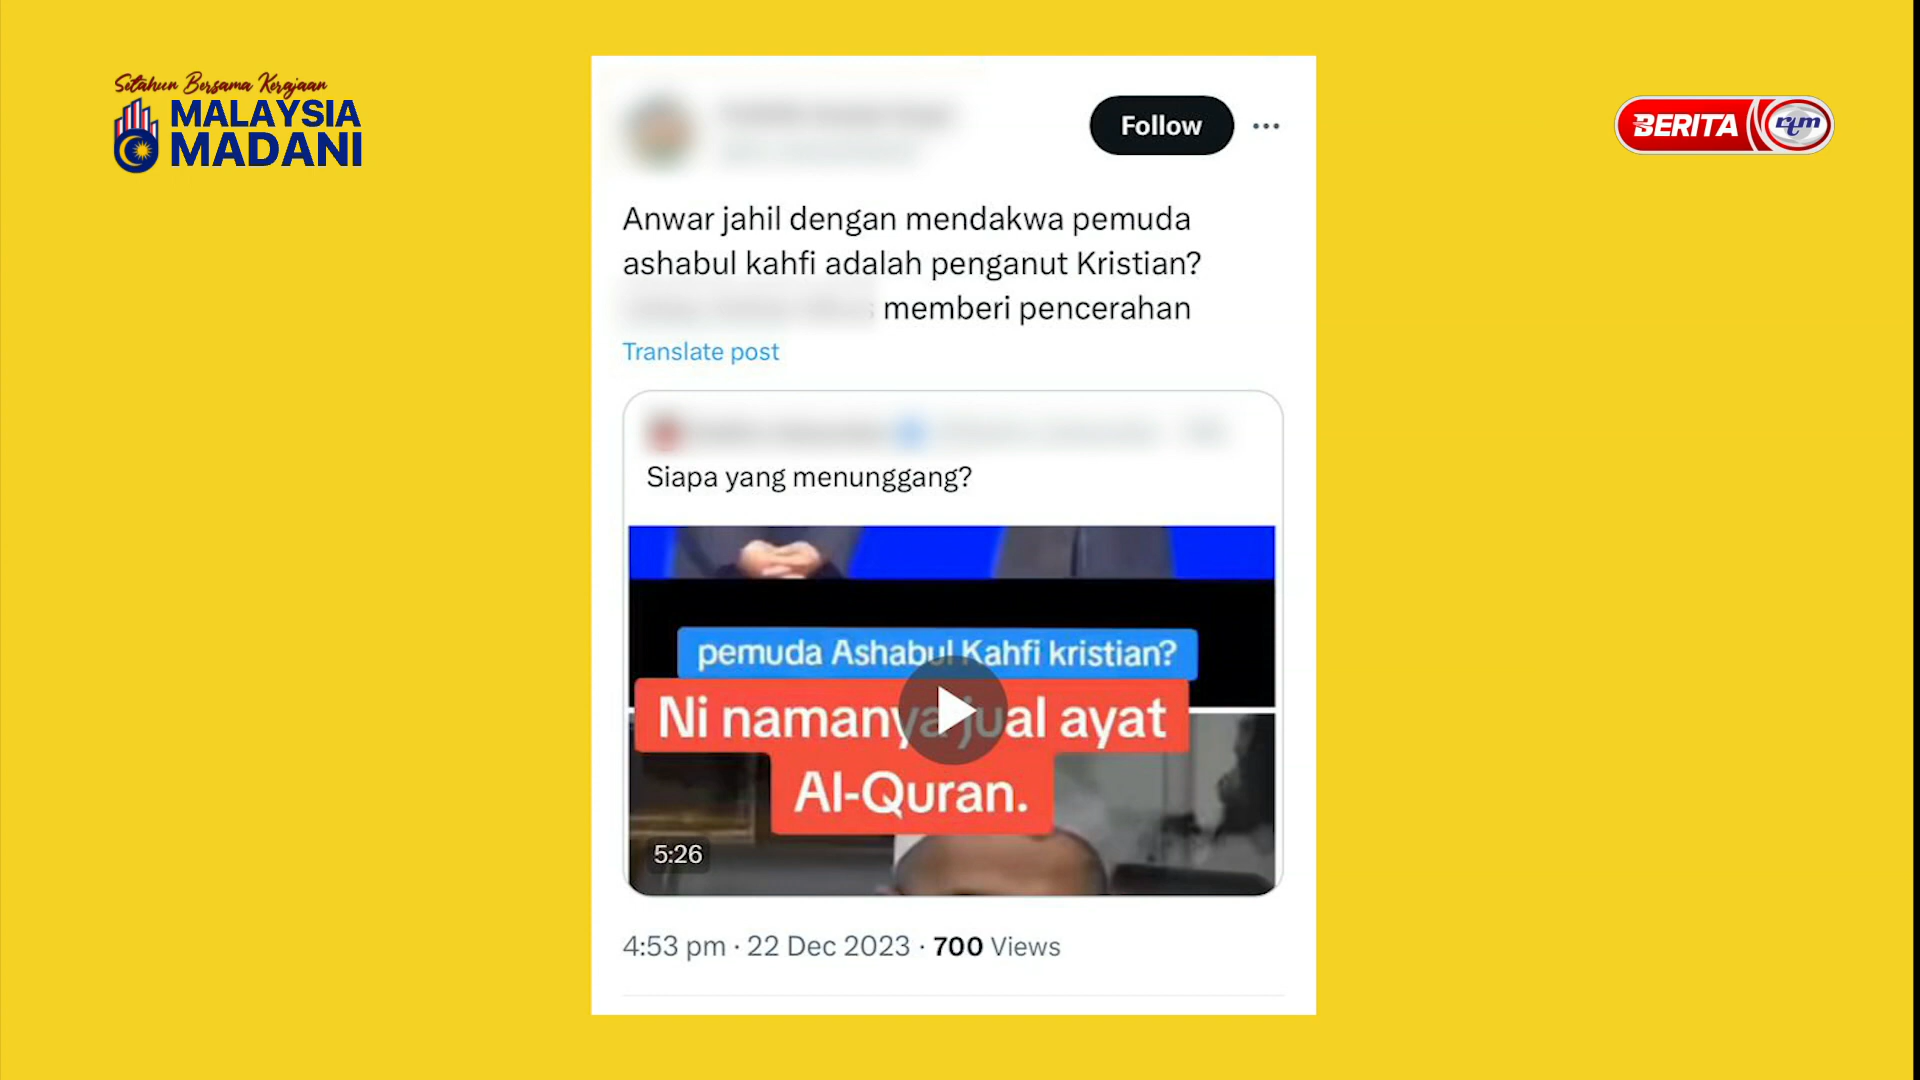 Setahun Bersama Kerajaan
MALAYSIA
MADANI
BERITA rtm
Follow
Anwar jahil dengan mendakwa pemuda
ashabul kahfi adalah penganut Kristian?
memberi pencerahan
Translate post
Siapa yang menunggang?
pemuda Ashabul Kahfi kristian?
Ni namanya jual ayat
Al-Quran.
5:26
4:53 pm · 22 Dec 2023 · 700 Views